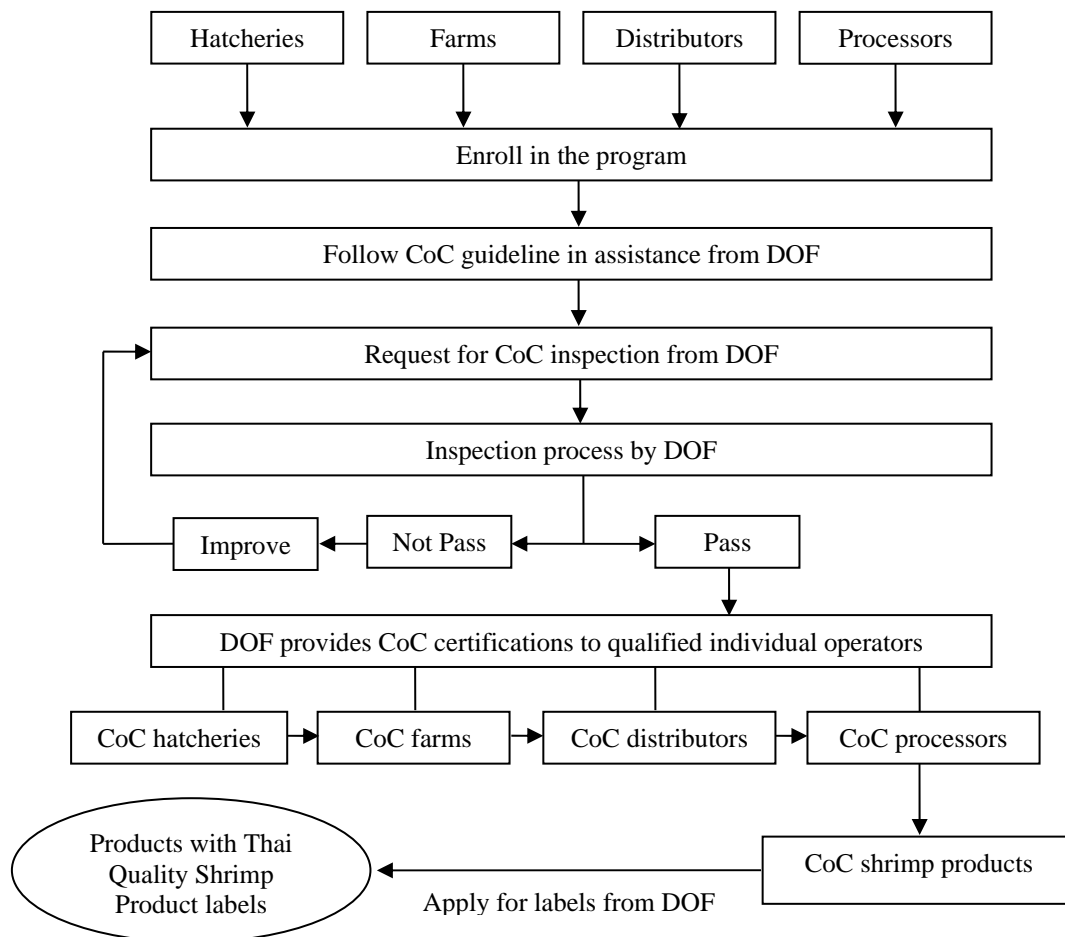 Hatcheries
Farms
Distributors
Processors
Enroll in the program
Follow CoC guideline in assistance from DOF
Request for CoC inspection from DOF
Inspection process by DOF
Improve
Not Pass
Pass
DOF provides CoC certifications to qualified individual operators
CoC hatcheries
CoC farms
CoC distributors
CoC processors
Products with Thai
Quality Shrimp
Product labels
CoC shrimp products
Apply for labels from DOF